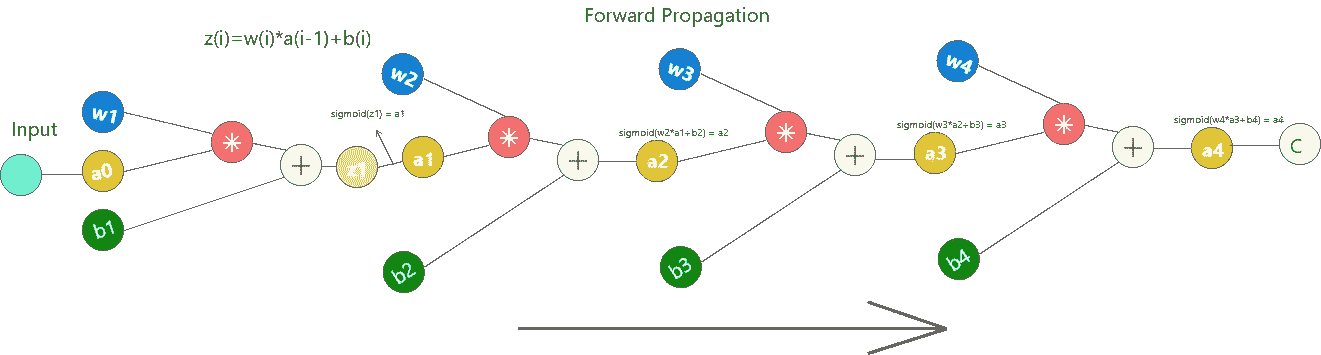 Forward Propagation
z(i)=w(i)*a(i-1)+b(i)
Input
w1
a0
b1
*
+
z1
sigmoid(z1) = a1
a1
w2
*
b2
+
sigmoid(w2*a1+b2) = a2
a2
w3
*
b3
+
sigmoid(w3*a2+b3) = a3
a3
w4
*
b4
+
sigmoid(w4*a3+b4) = a4
a4
C